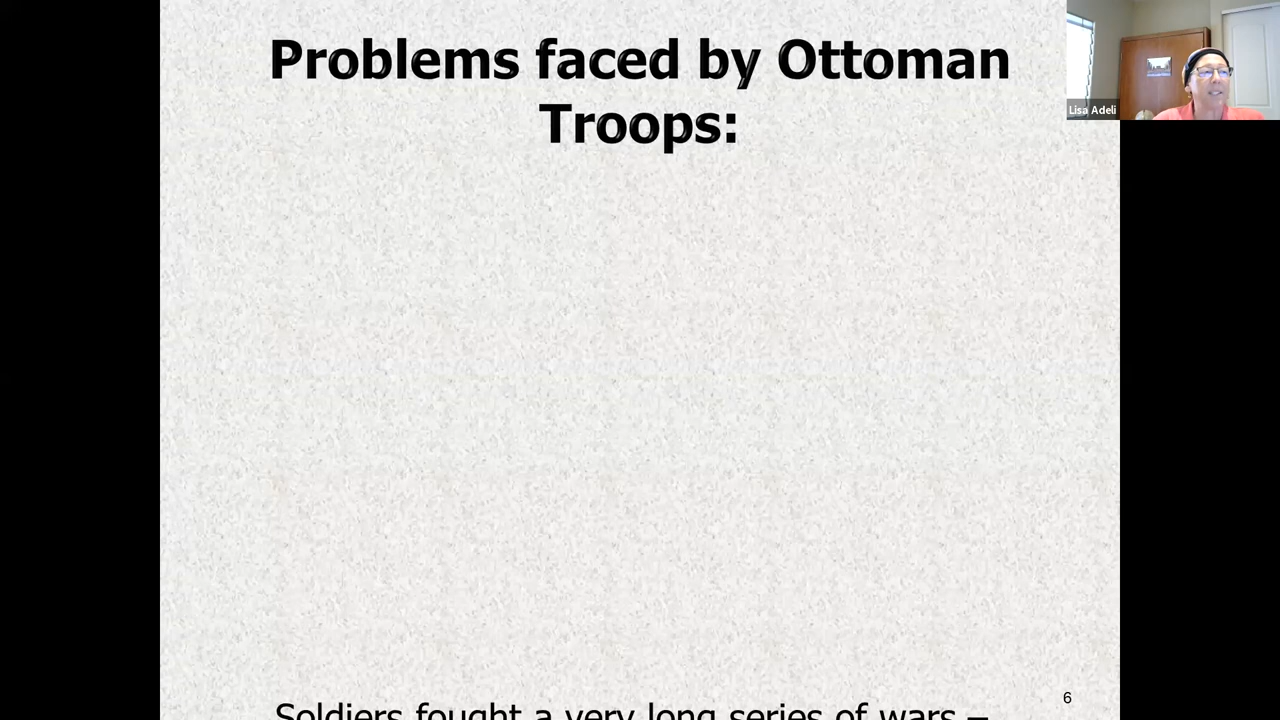 Problems faced by Ottoman
Troops:
Lisa Adeli
6
Soldiers fought a very long series of wars –